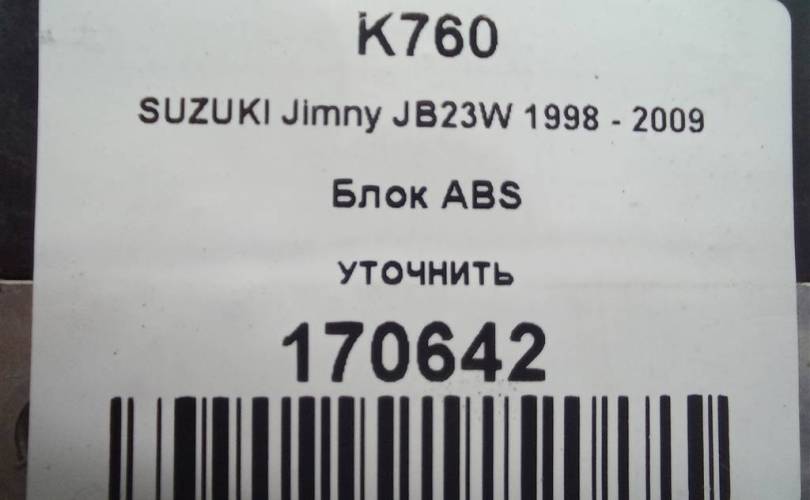 K760
SUZUKI Jimny JB23W 1998 - 2009
Блок ABS
уточнить
170642